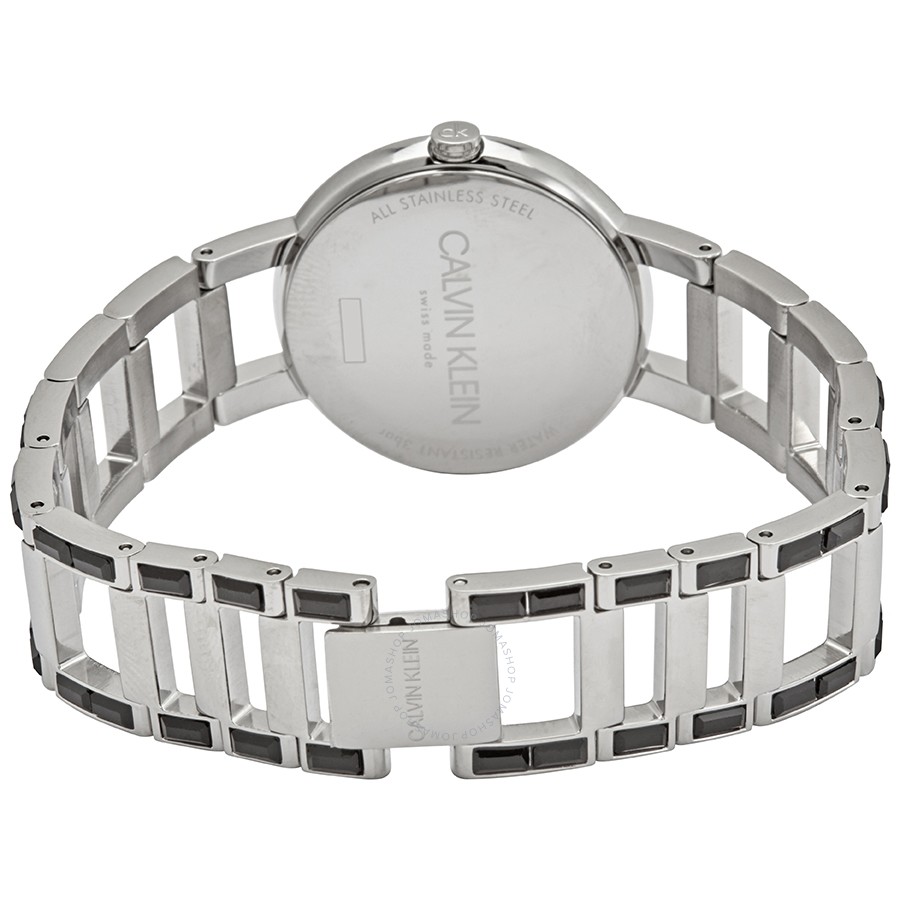 CK
ALL STAINLESS STEEL
CALVIN KLEIN
swiss made
WATER RESISTANT 3bar
CALVIN KLEIN
JOMASHOP JOMASHOP JOMASHOP